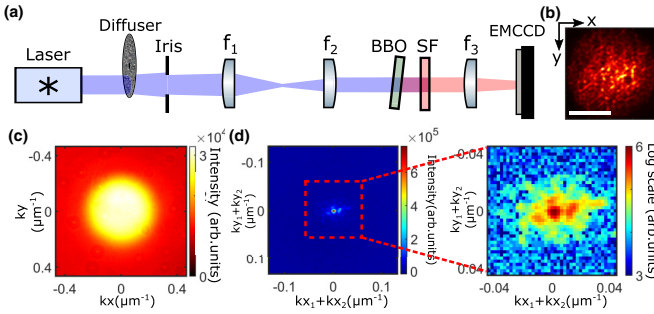 (a)
Diffuser
Laser
Iris
f1
f2
BBO
SF
f3
EMCCD
(b)
x
y
(c)
×10⁴
3
0
Intensity (arb.units)
-0.4
0
0.4
ky
(μm⁻¹)
-0.4
0
0.4
kx(μm⁻¹)
(d)
×10⁵
6
4
2
0
Intensity(arb.units)
-0.1
0
0.1
ky₁+ky₂
(μm⁻¹)
-0.1
0
0.1
kx₁+kx₂(μm⁻¹)
-0.04
0
0.04
ky₁+ky₂
(μm⁻¹)
-0.04
0
0.04
kx₁+kx₂(μm⁻¹)
6
3
Log scale (arb.units)